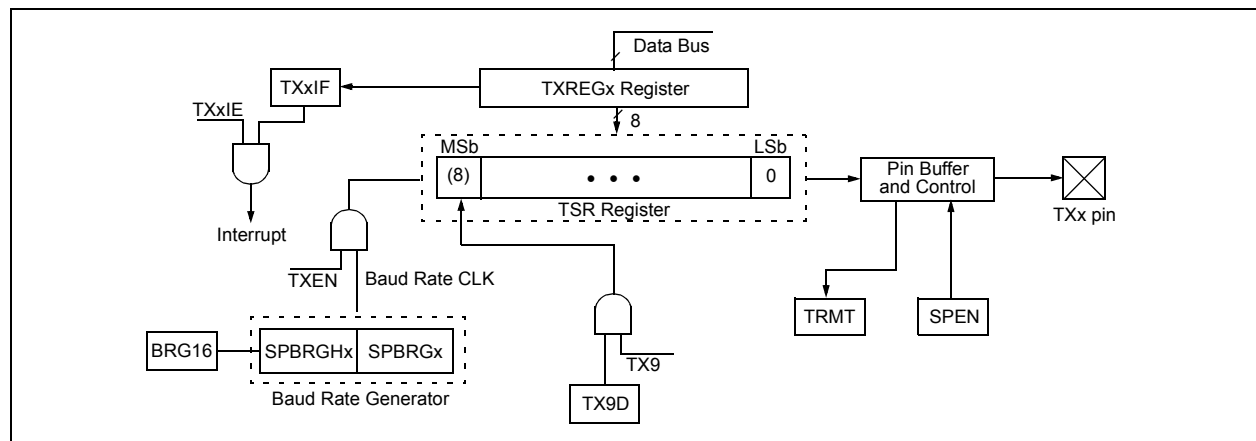 Data Bus
TXxIF
TXREGx Register
TXxIE
8
MSb
LSb
(8)
• • •
0
TSR Register
Pin Buffer
and Control
TXx pin
Interrupt
TXEN
Baud Rate CLK
TRMT
SPEN
BRG16
SPBRGHx
SPBRGx
TX9
Baud Rate Generator
TX9D